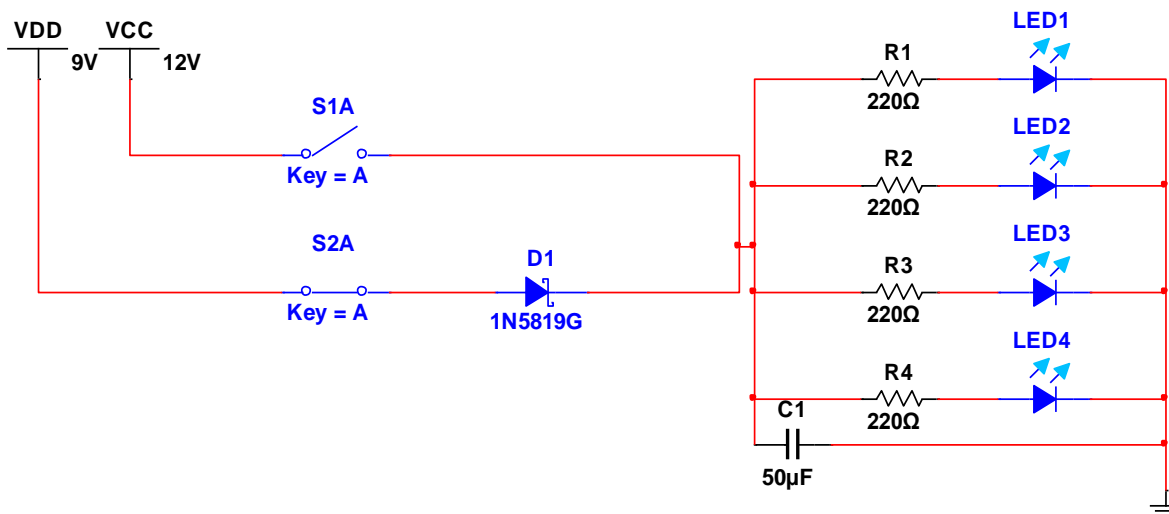 VDD
9V
VCC
12V
S1A
Key = A
S2A
Key = A
D1
1N5819G
R1
220Ω
LED1
R2
220Ω
LED2
R3
220Ω
LED3
R4
220Ω
LED4
C1
50µF